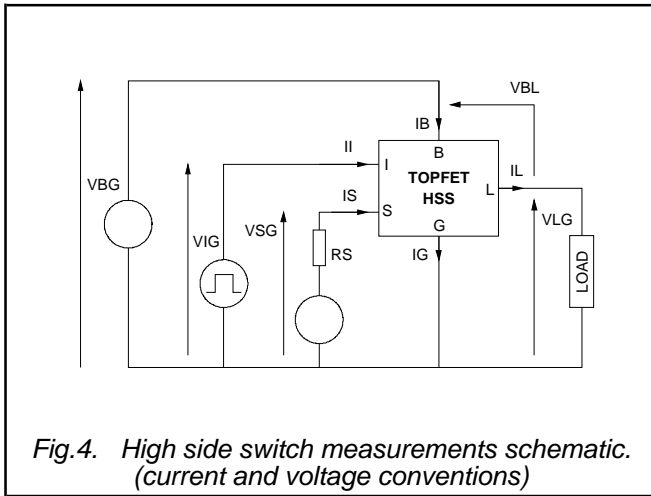 VBL
IB
B
II
I
TOPFET
HSS
VBG
IS
L
IL
S
VSG
VLG
G
VIG
RS
IG
LOAD
Fig.4. High side switch measurements schematic.
(current and voltage conventions)